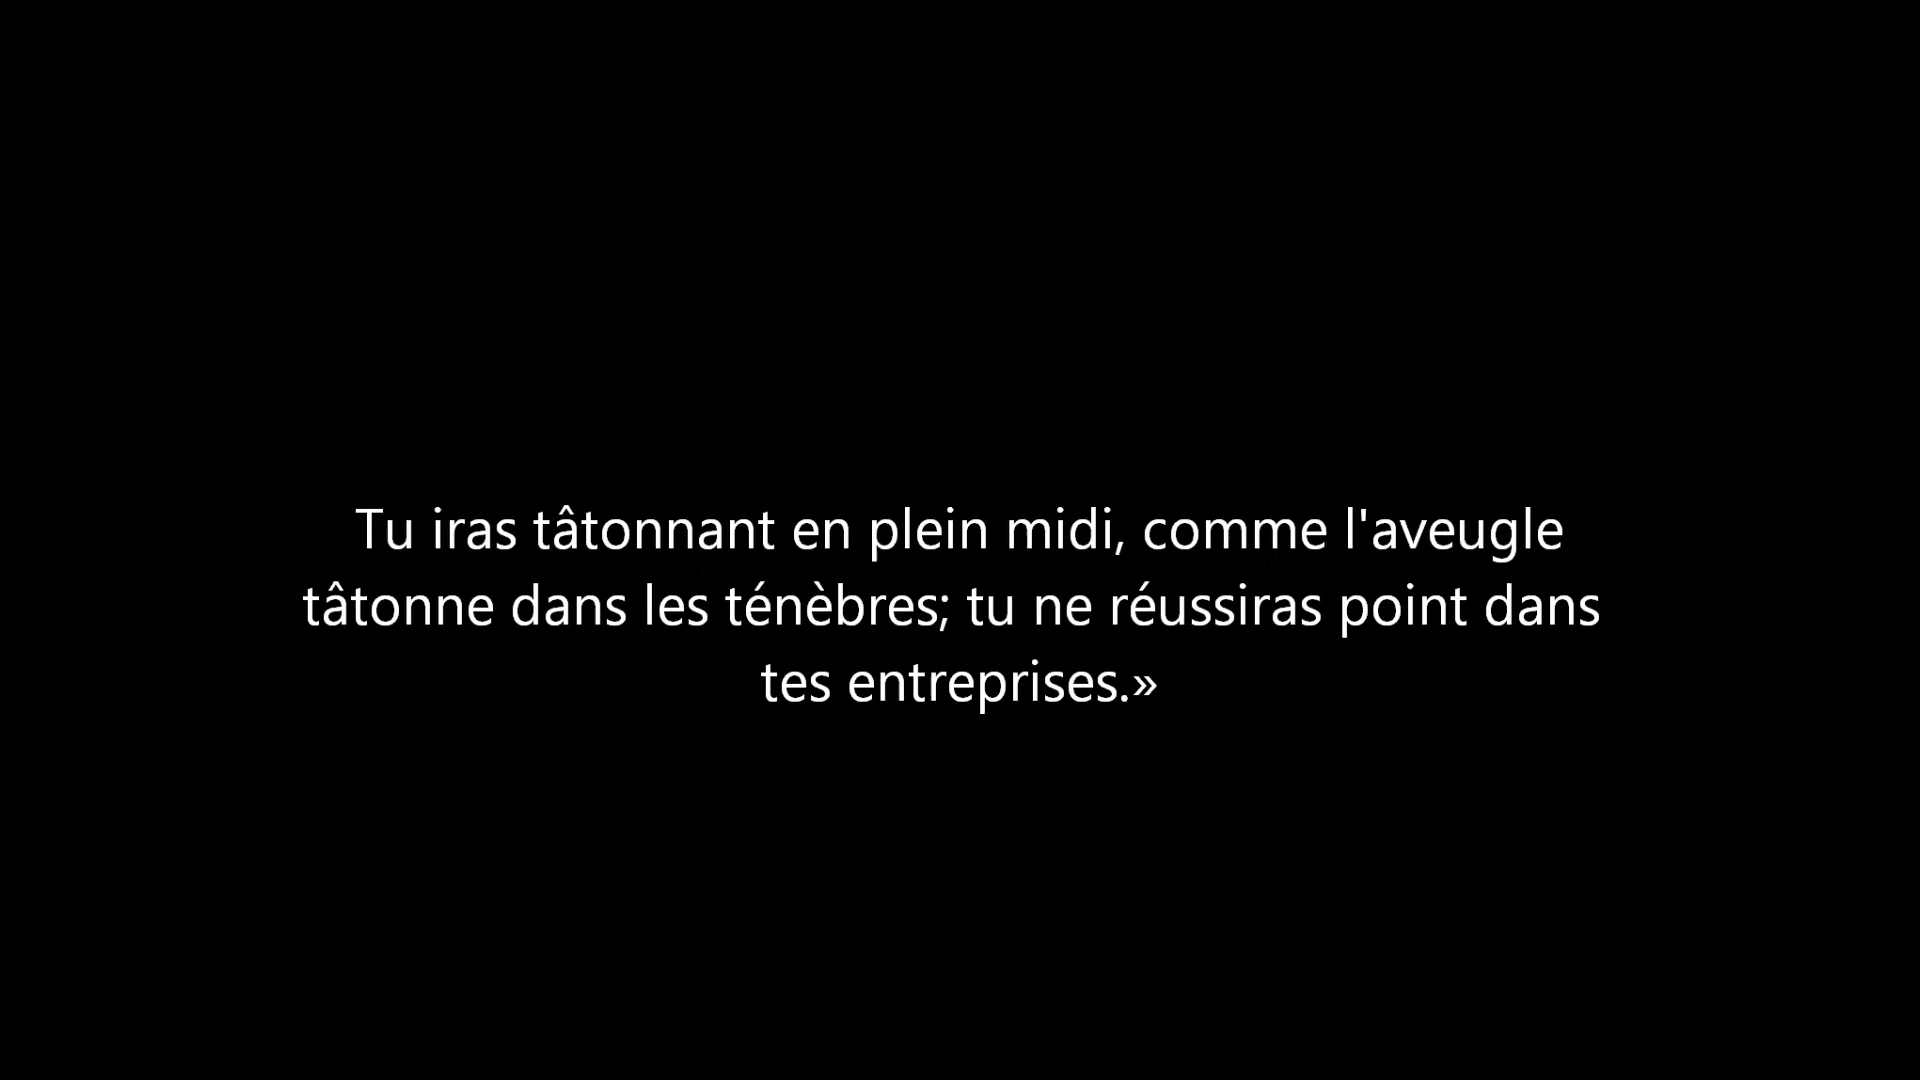 Tu iras tâtonnant en plein midi, comme l'aveugle
tâtonne dans les ténèbres; tu ne réussiras point dans
tes entreprises.»